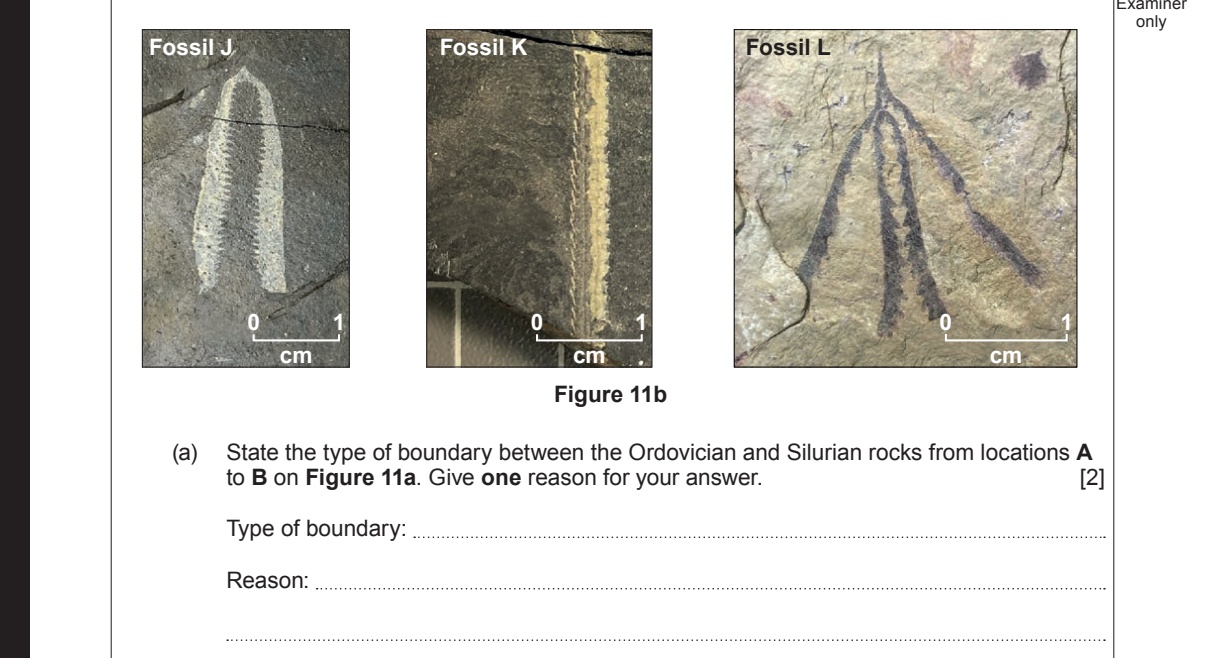 Examiner
only
Fossil J
Fossil K
Fossil L
0 1
cm
0 1
cm
0 1
cm
Figure 11b
(a) State the type of boundary between the Ordovician and Silurian rocks from locations A
to B on Figure 11a. Give one reason for your answer. [2]
Type of boundary:
Reason: